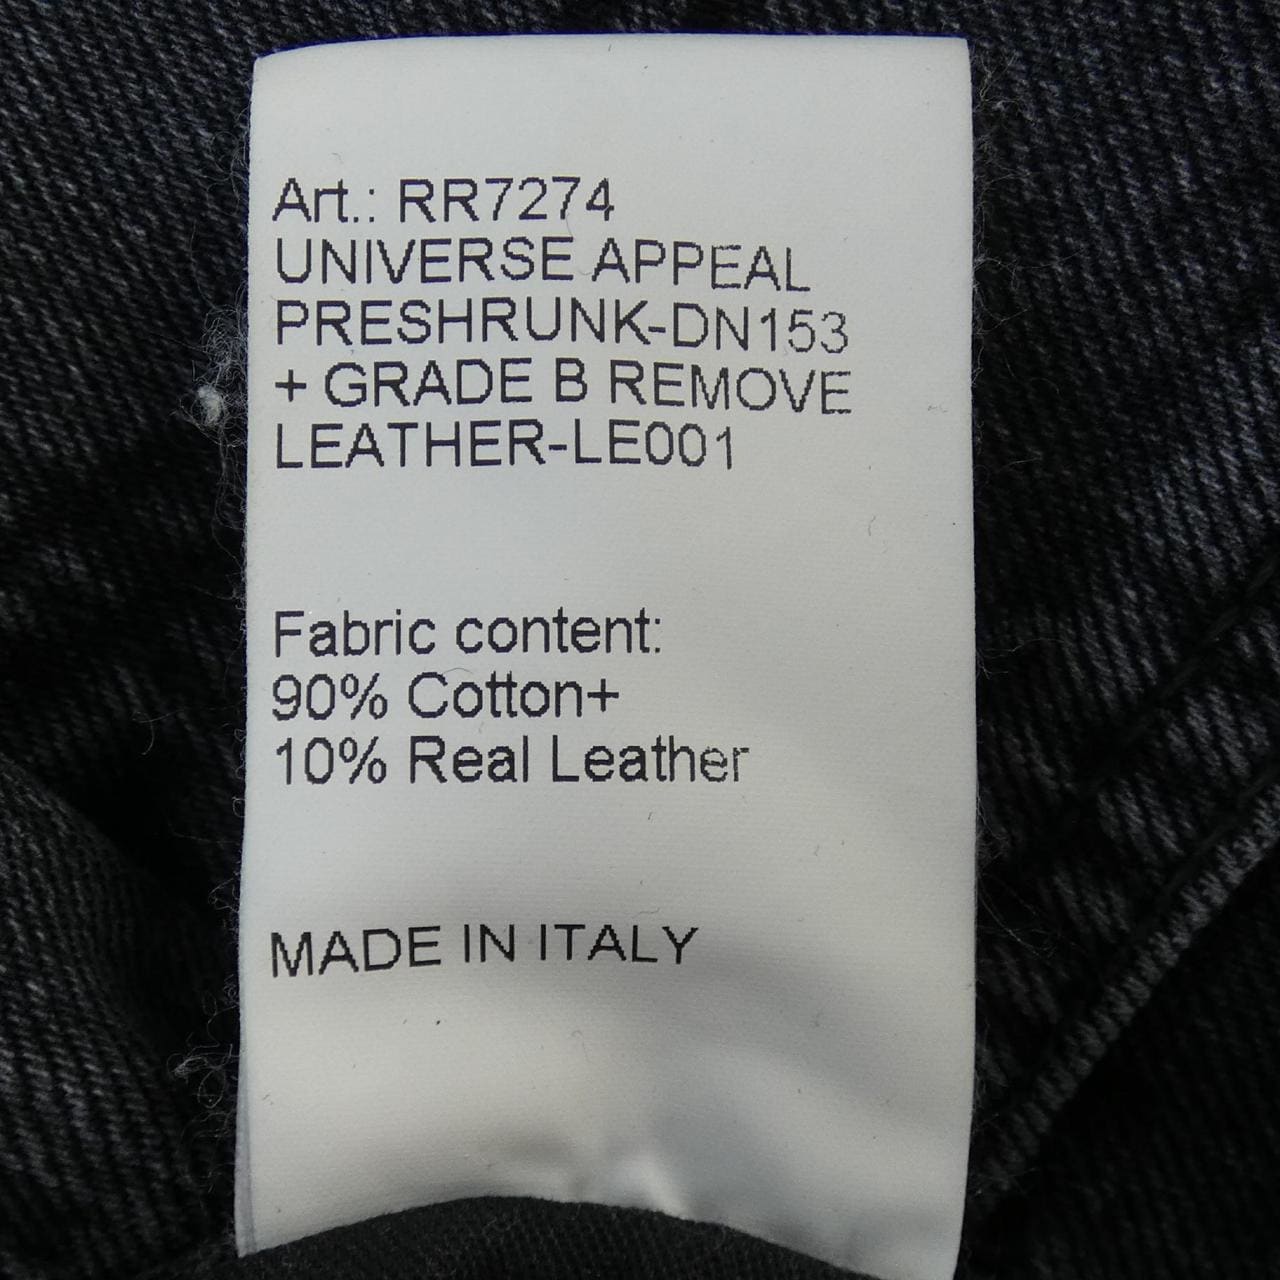 Art.: RR7274
UNIVERSE APPEAL
PRESHRUNK-DN153
+ GRADE B REMOVE
LEATHER-LE001
Fabric content:
90% Cotton+
10% Real Leather
MADE IN ITALY